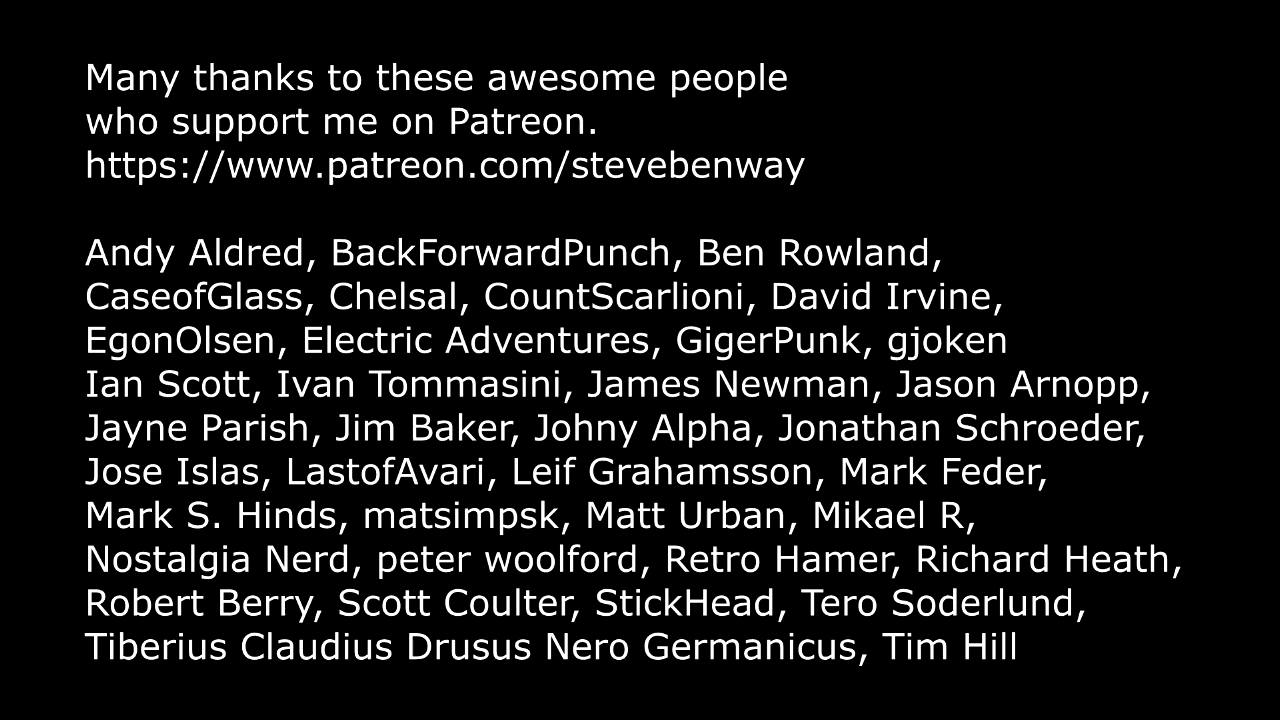 Many thanks to these awesome people
who support me on Patreon.
https://www.patreon.com/stevebenway
Andy Aldred, BackForwardPunch, Ben Rowland,
CaseofGlass, Chelsal, CountScarlioni, David Irvine,
EgonOlsen, Electric Adventures, GigerPunk, gjoken
Ian Scott, Ivan Tommasini, James Newman, Jason Arnopp,
Jayne Parish, Jim Baker, Johny Alpha, Jonathan Schroeder,
Jose Islas, LastofAvari, Leif Grahamsson, Mark Feder,
Mark S. Hinds, matsimpsk, Matt Urban, Mikael R,
Nostalgia Nerd, peter woolford, Retro Hamer, Richard Heath,
Robert Berry, Scott Coulter, StickHead, Tero Soderlund,
Tiberius Claudius Drusus Nero Germanicus, Tim Hill